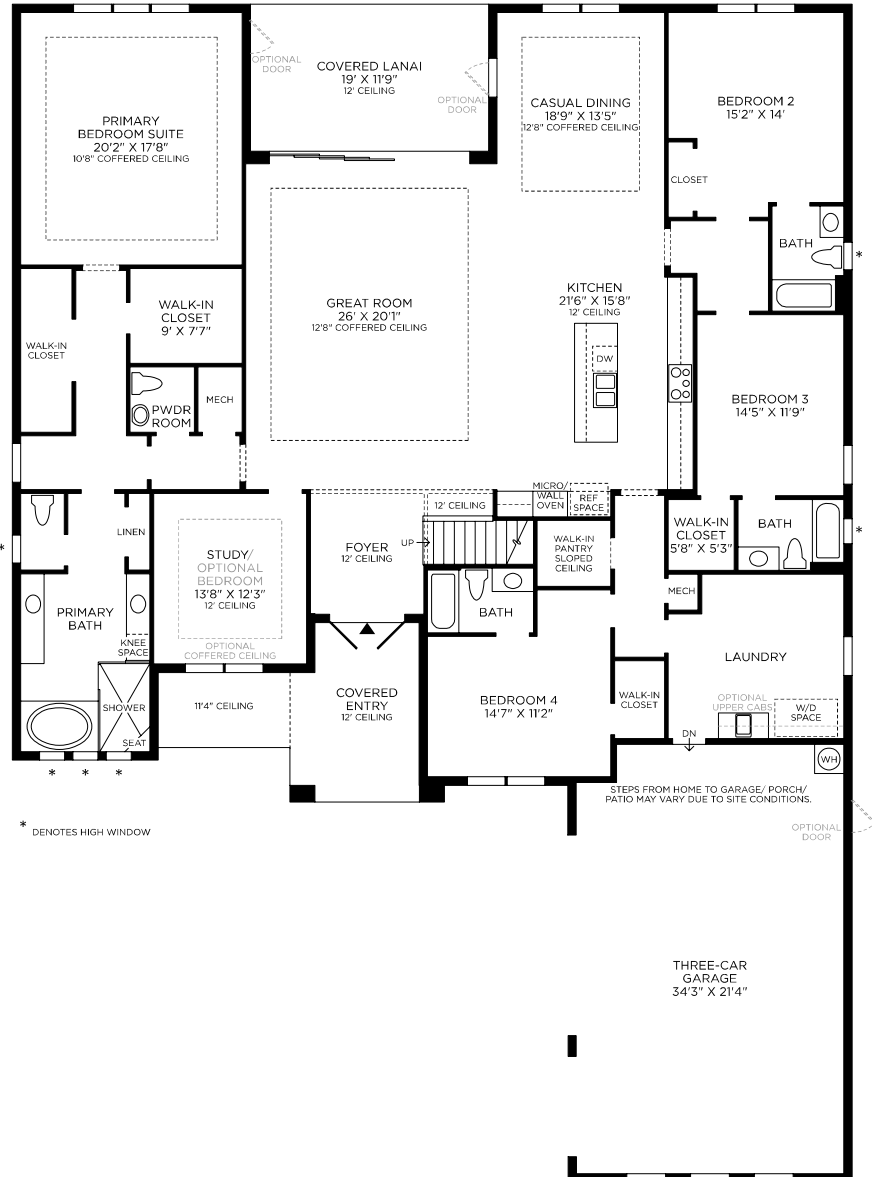 OPTIONAL
DOOR
COVERED LANAI
19' X 11'9"
12' CEILING
OPTIONAL
DOOR
PRIMARY
BEDROOM SUITE
20'2" X 17'8"
10'8" COFFERED CEILING
CASUAL DINING
18'9" X 13'5"
12'8" COFFERED CEILING
BEDROOM 2
15'2" X 14'
CLOSET
BATH
*
WALK-IN
CLOSET
9' X 7'7"
WALK-IN
CLOSET
GREAT ROOM
26' X 20'1"
12'8" COFFERED CEILING
KITCHEN
21'6" X 15'8"
12' CEILING
DW
PWDR
ROOM
MECH
BEDROOM 3
14'5" X 11'9"
MICRO/
WALL
OVEN
REF
SPACE
12' CEILING
UP
LINEN
STUDY/
OPTIONAL
BEDROOM
13'8" X 12'3"
12' CEILING
OPTIONAL
COFFERED CEILING
FOYER
12' CEILING
WALK-IN
PANTRY
SLOPED
CEILING
WALK-IN
CLOSET
5'8" X 5'3"
BATH
*
*
MECH
BATH
PRIMARY
BATH
KNEE
SPACE
SHOWER
SEAT
11'4" CEILING
COVERED
ENTRY
12' CEILING
BEDROOM 4
14'7" X 11'2"
WALK-IN
CLOSET
LAUNDRY
OPTIONAL
UPPER CABS
W/D
SPACE
DN
WH
* * *
STEPS FROM HOME TO GARAGE/ PORCH/
PATIO MAY VARY DUE TO SITE CONDITIONS.
* DENOTES HIGH WINDOW
OPTIONAL
DOOR
THREE-CAR
GARAGE
34'3" X 21'4"